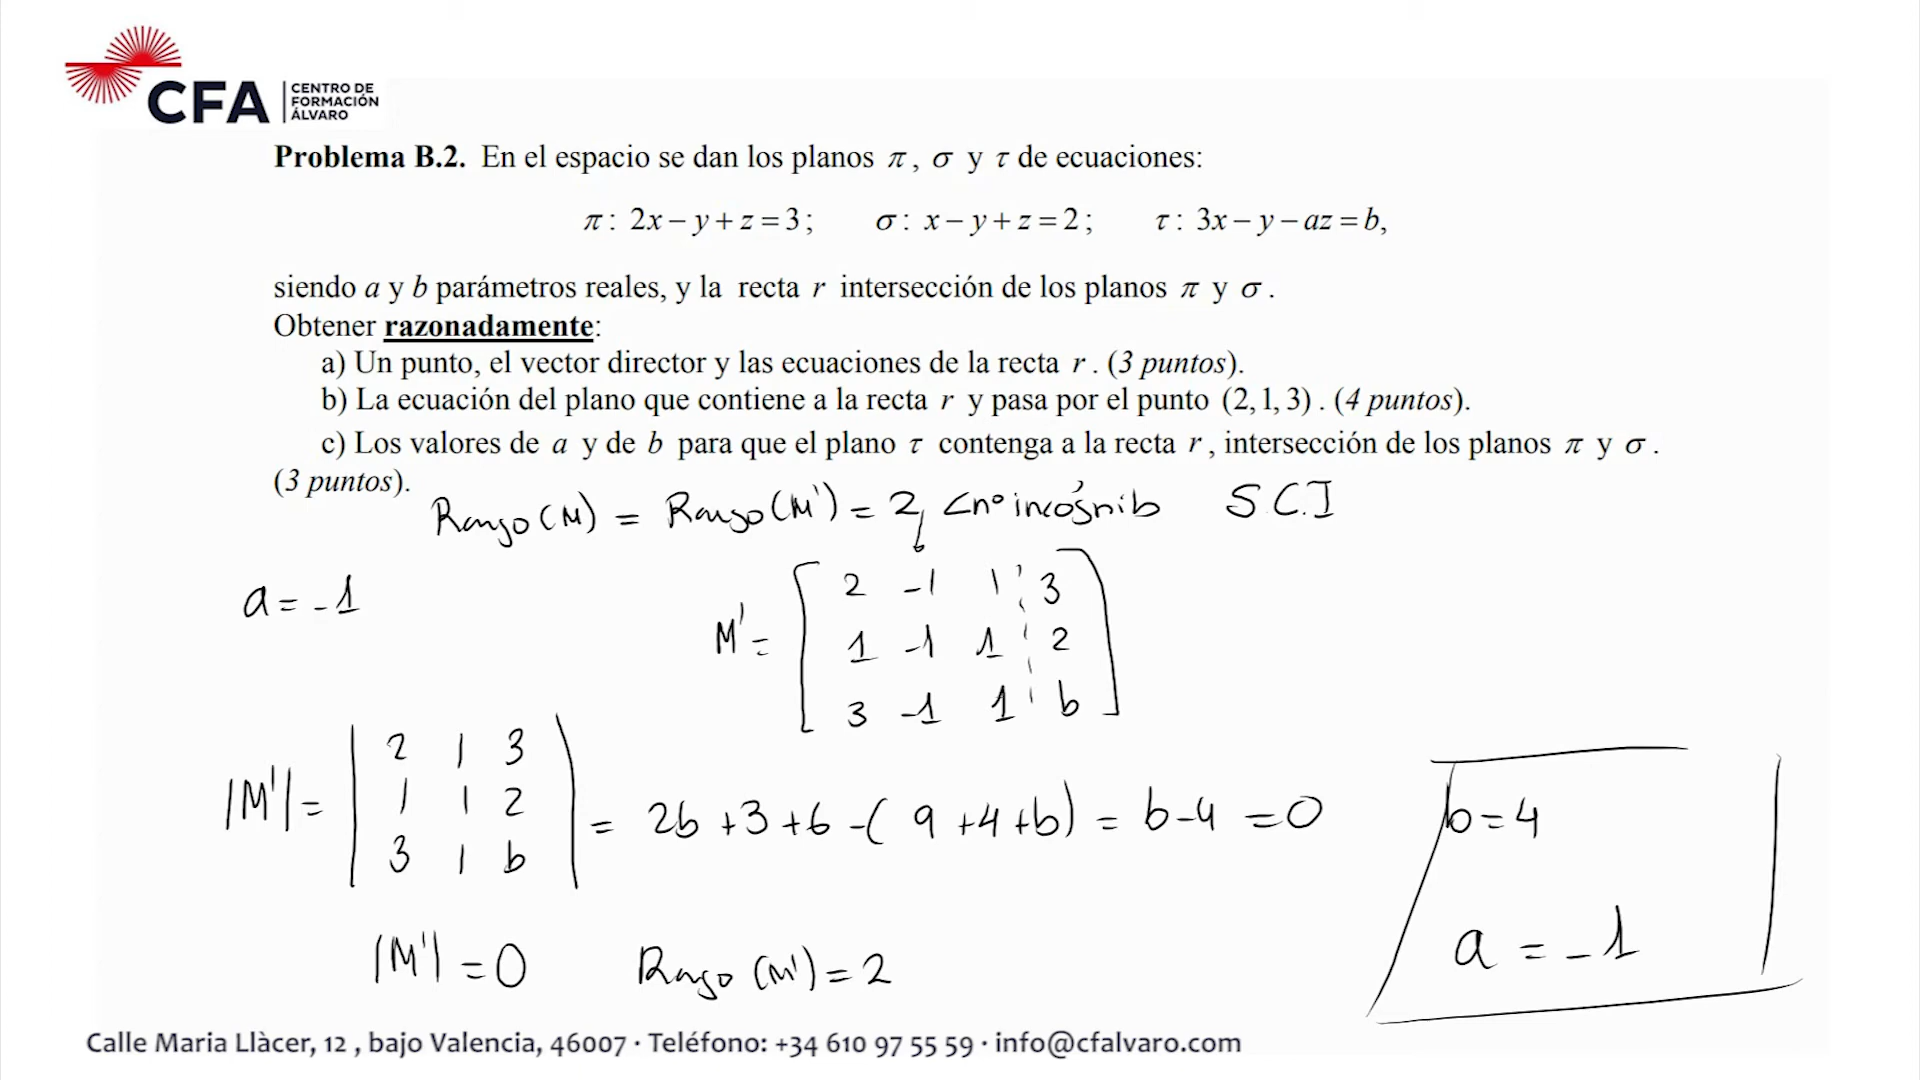 CFA
CENTRO DE
FORMACIÓN
ÁLVARO
Problema B.2. En el espacio se dan los planos π, σ y τ de ecuaciones:
π: 2x − y + z = 3;   σ: x − y + z = 2;   τ: 3x − y − az = b,
siendo a y b parámetros reales, y la recta r intersección de los planos π y σ.
Obtener razonadamente:
a) Un punto, el vector director y las ecuaciones de la recta r. (3 puntos).
b) La ecuación del plano que contiene a la recta r y pasa por el punto (2,1,3). (4 puntos).
c) Los valores de a y de b para que el plano τ contenga a la recta r, intersección de los planos π y σ.
(3 puntos).
Rango (M) = Rango (M') = 2 < nº incógnib S.C.I
a = -1
M' =
2 -1 1 3
1 -1 1 2
3 -1 1 b
|M'| =
2 1 3
1 1 2
3 1 b
= 2b + 3 + 6 - ( 9 + 4 + b) = b - 4 = 0
b = 4
a = -1
|M'| = 0 Rango (M') = 2
Calle Maria Llàcer, 12 , bajo Valencia, 46007 · Teléfono: +34 610 97 55 59 · info@cfalvaro.com